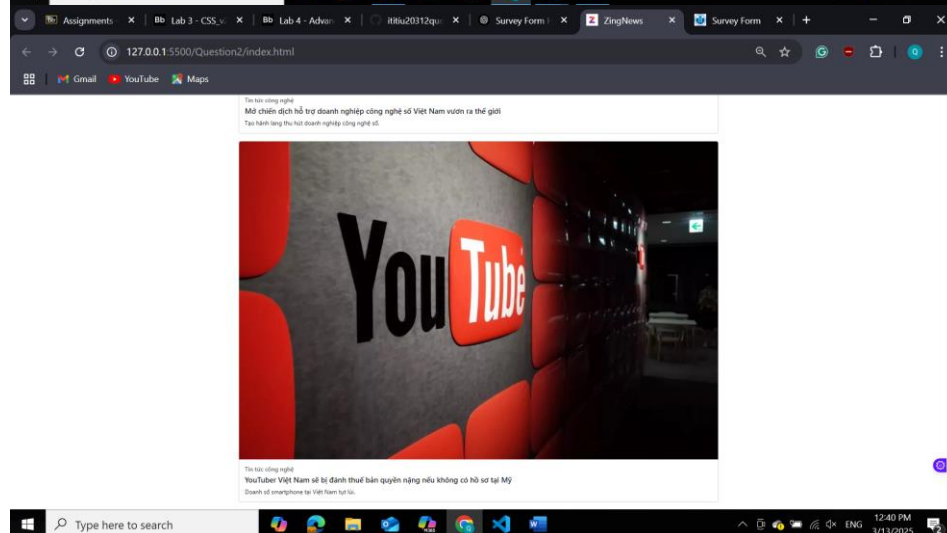 Assignments
Bb Lab 3 - CSS_v
Bb Lab 4 - Advan
ititiu20312qu
Survey Form
ZingNews
Survey Form
127.0.0.1:5500/Question2/index.html
Gmail YouTube Maps
Tin tức công nghệ
Mở chiến dịch hỗ trợ doanh nghiệp công nghệ số Việt Nam vươn ra thế giới
Tạo hành lang thu hút doanh nghiệp công nghệ số.
YouTube
Tin tức công nghệ
YouTuber Việt Nam sẽ bị đánh thuế bản quyền nặng nếu không có hồ sơ tại Mỹ
Doanh số smartphone tại Việt Nam tụt lùi.
Type here to search
ENG
12:40 PM
3/13/2025